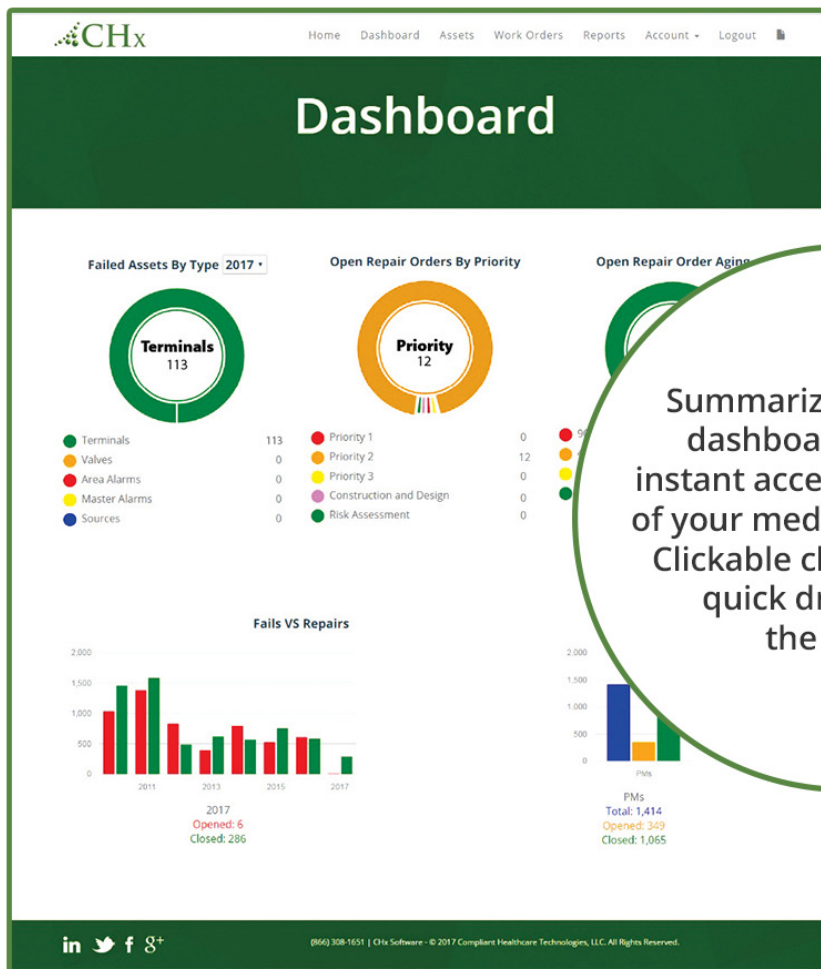 CHx
Home Dashboard Assets Work Orders Reports Account Logout
Dashboard
Failed Assets By Type 2017
Terminals
113
Terminals 113
Valves 0
Area Alarms 0
Master Alarms 0
Sources 0
Open Repair Orders By Priority
Priority
12
Priority 1 0
Priority 2 12
Priority 3 0
Construction and Design 0
Risk Assessment 0
Open Repair Order Aging
Summariz
dashboa
instant acce
of your med
Clickable
quick
the
Fails VS Repairs
2,000
1,500
1,000
500
0
2011 2013 2015 2017
2017
Opened: 6
Closed: 286
2,000
1,500
1,000
500
0
PMs
PMs
Total: 1,414
Opened: 349
Closed: 1,065
in f g+
(866) 308-1651 | CHx Software - © 2017 Compliant Healthcare Technologies, LLC. All Rights Reserved.